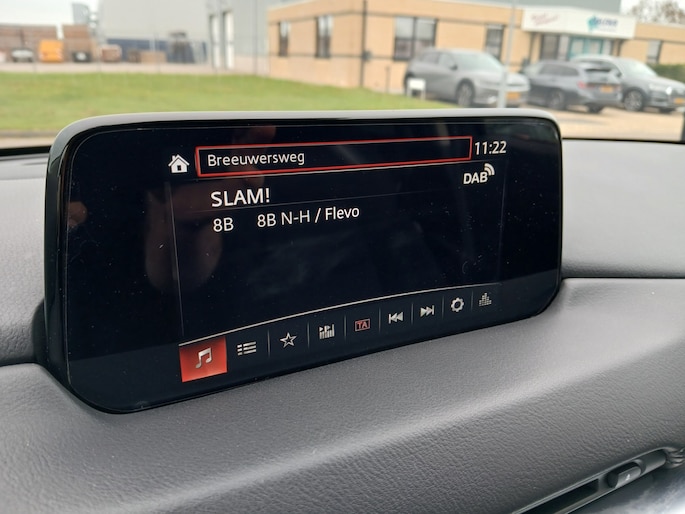 Breeuwersweg
11:22
SLAM!
DAB
8B 8B N-H / Flevo
TA